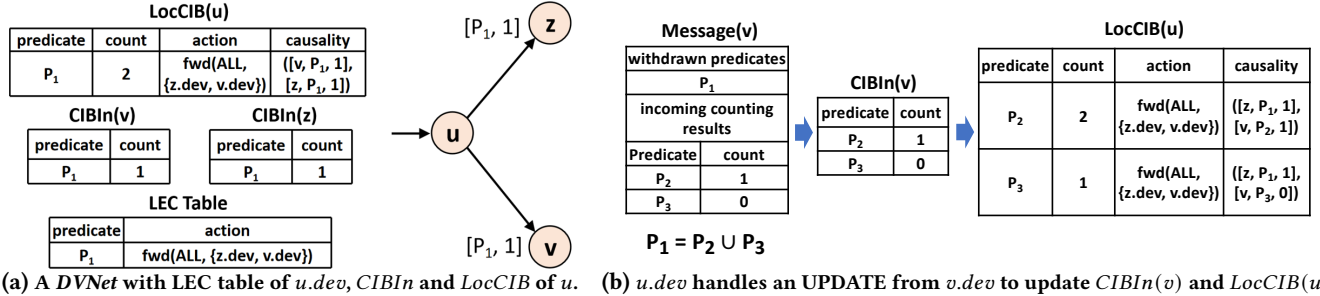 LocCIB(u)
predicate count action causality
P1 2 fwd(ALL, {z.dev, v.dev}) ([v, P1, 1], [z, P1, 1])
CIBIn(v)
predicate count
P1 1
CIBIn(z)
predicate count
P1 1
LEC Table
predicate action
P1 fwd(ALL, {z.dev, v.dev})
[P1, 1]
z
u
[P1, 1]
v
(a) A DVNet with LEC table of u.dev, CIBIn and LocCIB of u.
Message(v)
withdrawn predicates
P1
incoming counting
results
Predicate count
P2 1
P3 0
P1 = P2 ∪ P3
CIBIn(v)
predicate count
P2 1
P3 0
LocCIB(u)
predicate count action causality
P2 2 fwd(ALL, {z.dev, v.dev}) ([z, P1, 1], [v, P2, 1])
P3 1 fwd(ALL, {z.dev, v.dev}) ([z, P1, 1], [v, P3, 0])
(b) u.dev handles an UPDATE from v.dev to update CIBIn(v) and LocCIB(u